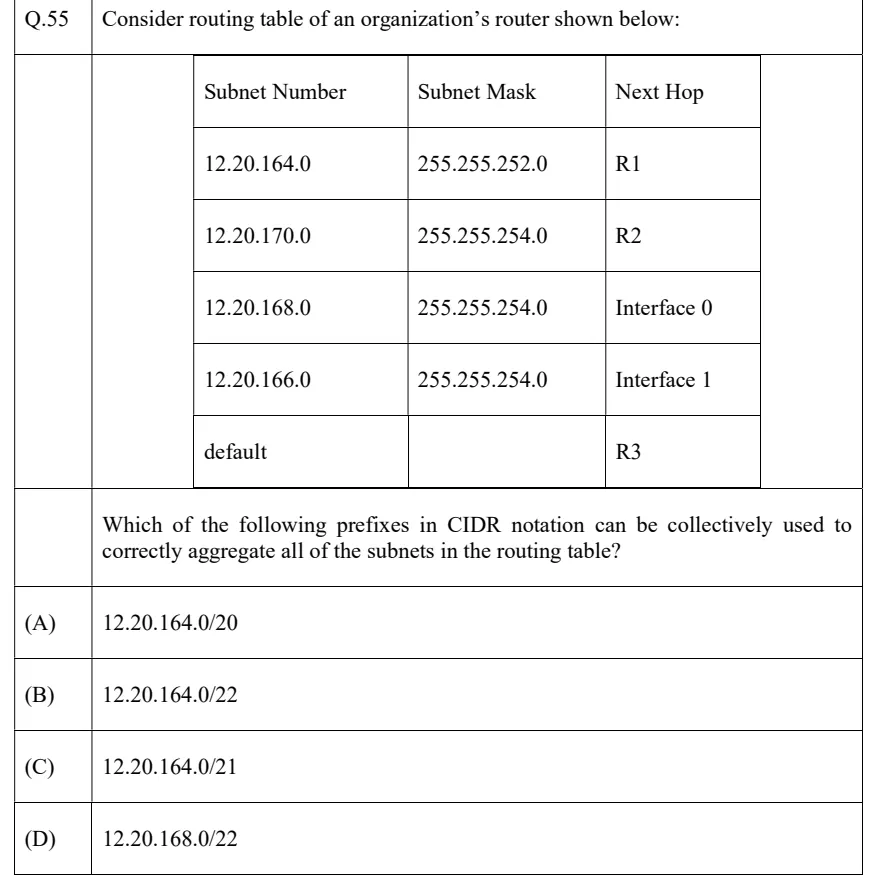 Q.55 Consider routing table of an organization’s router shown below:
Subnet Number Subnet Mask Next Hop
12.20.164.0 255.255.252.0 R1
12.20.170.0 255.255.254.0 R2
12.20.168.0 255.255.254.0 Interface 0
12.20.166.0 255.255.254.0 Interface 1
default R3
Which of the following prefixes in CIDR notation can be collectively used to
correctly aggregate all of the subnets in the routing table?
(A) 12.20.164.0/20
(B) 12.20.164.0/22
(C) 12.20.164.0/21
(D) 12.20.168.0/22